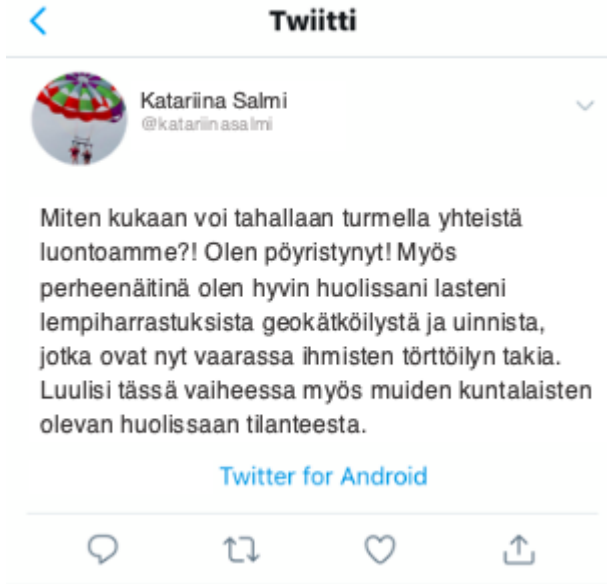 Twiitti
Katariina Salmi
@katariinasalmi
Miten kukaan voi tahallaan turmella yhteistä
luontoamme?! Olen pöyristynyt! Myös
perheenäitinä olen hyvin huolissani lasteni
lempiharrastuksista geokätköilystä ja uinnista,
jotka ovat nyt vaarassa ihmisten törttöilyn takia.
Luulisi tässä vaiheessa myös muiden kuntalaisten
olevan huolissaan tilanteesta.
Twitter for Android